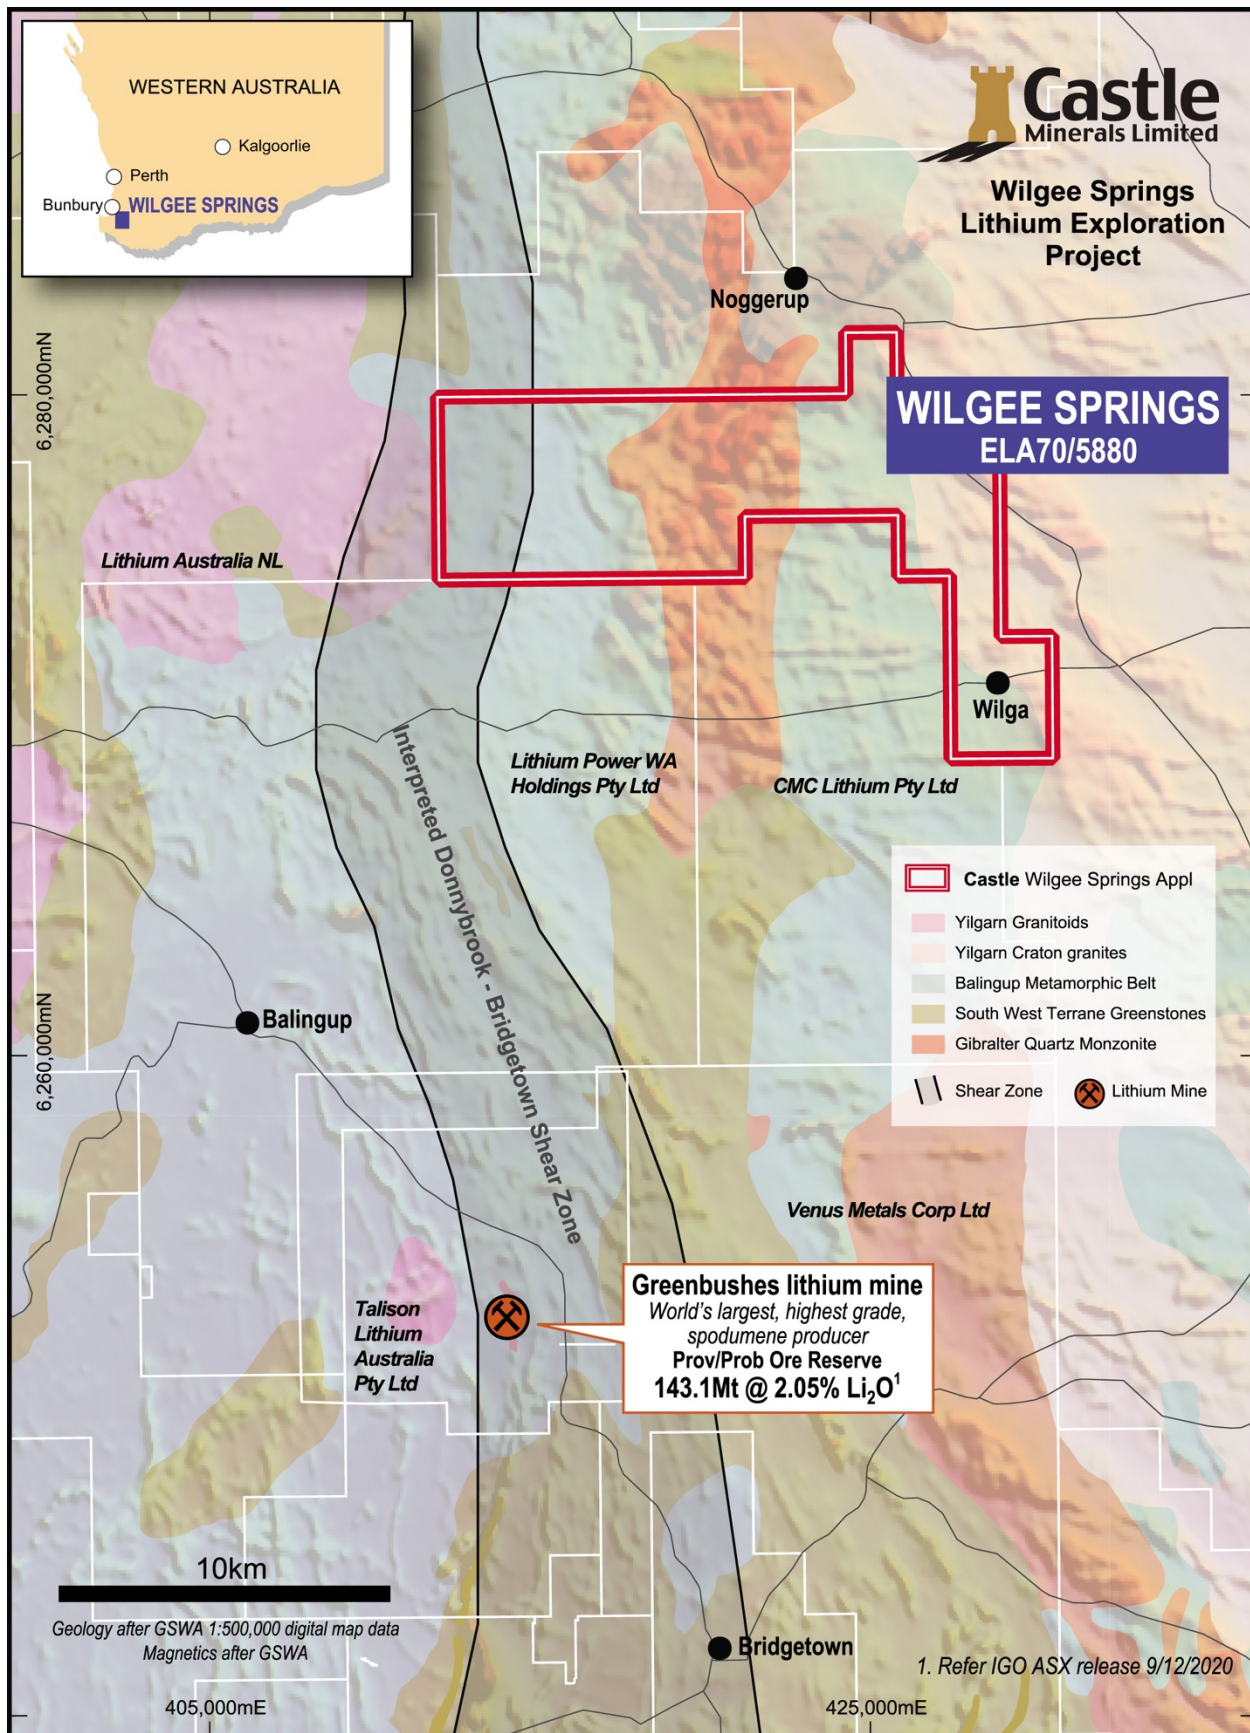 WESTERN AUSTRALIA
Kalgoorlie
Perth
Bunbury
WILGEE SPRINGS
Castle
Minerals Limited
Wilgee Springs
Lithium Exploration
Project
Noggerup
6,280,000mN
WILGEE SPRINGS
ELA70/5880
Lithium Australia NL
Wilga
Interpreted Donnybrook - Bridgetown Shear Zone
Lithium Power WA
Holdings Pty Ltd
CMC Lithium Pty Ltd
Castle Wilgee Springs Appl
Yilgarn Granitoids
Yilgarn Craton granites
Balingup Metamorphic Belt
South West Terrane Greenstones
Gibralter Quartz Monzonite
Shear Zone
Lithium Mine
Balingup
6,260,000mN
Venus Metals Corp Ltd
Talison
Lithium
Australia
Pty Ltd
Greenbushes lithium mine
World's largest, highest grade,
spodumene producer
Prov/Prob Ore Reserve
143.1Mt @ 2.05% Li₂O¹
10km
Geology after GSWA 1:500,000 digital map data
Magnetics after GSWA
Bridgetown
1. Refer IGO ASX release 9/12/2020
405,000mE
425,000mE